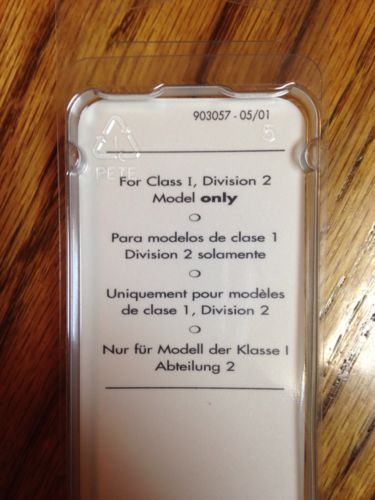 903057 - 05/01
5
PETE
For Class I, Division 2
Model only
Para modelos de clase 1
Division 2 solamente
Uniquement pour modèles
de clase 1, Division 2
Nur für Modell der Klasse I
Abteilung 2